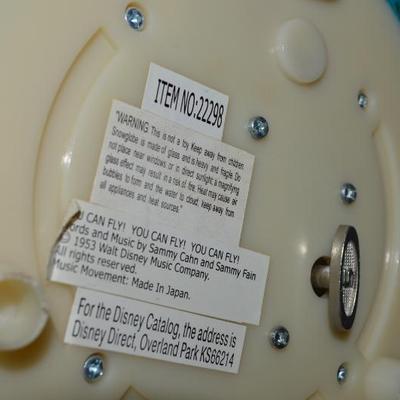 ITEM NO:22298
"WARNING: This is not a toy. Keep away from children.
Snowglobe is made of glass and is heavy and fragile. Do
not place near windows or in direct sunlight; a magnifying
glass effect may result in a risk of fire. Heat may cause air
bubbles to form and the water to cloud; keep away from
all appliances and heat sources."
YOU CAN FLY! YOU CAN FLY! YOU CAN FLY!
Words and Music by Sammy Cahn and Sammy Fain
© 1953 Walt Disney Music Company.
All rights reserved.
Music Movement: Made In Japan.
For the Disney Catalog, the address is
Disney Direct, Overland Park KS66214